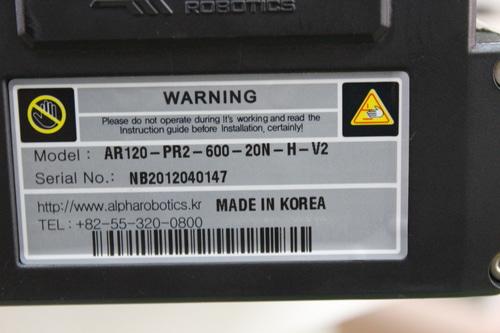 ROBOTICS
WARNING
Please do not operate during It's working and read the
Instruction guide before Installation, certainly!
Model : AR120-PR2-600-20N-H-V2
Serial No.: NB2012040147
http://www.alpharobotics.kr MADE IN KOREA
TEL : +82-55-320-0800